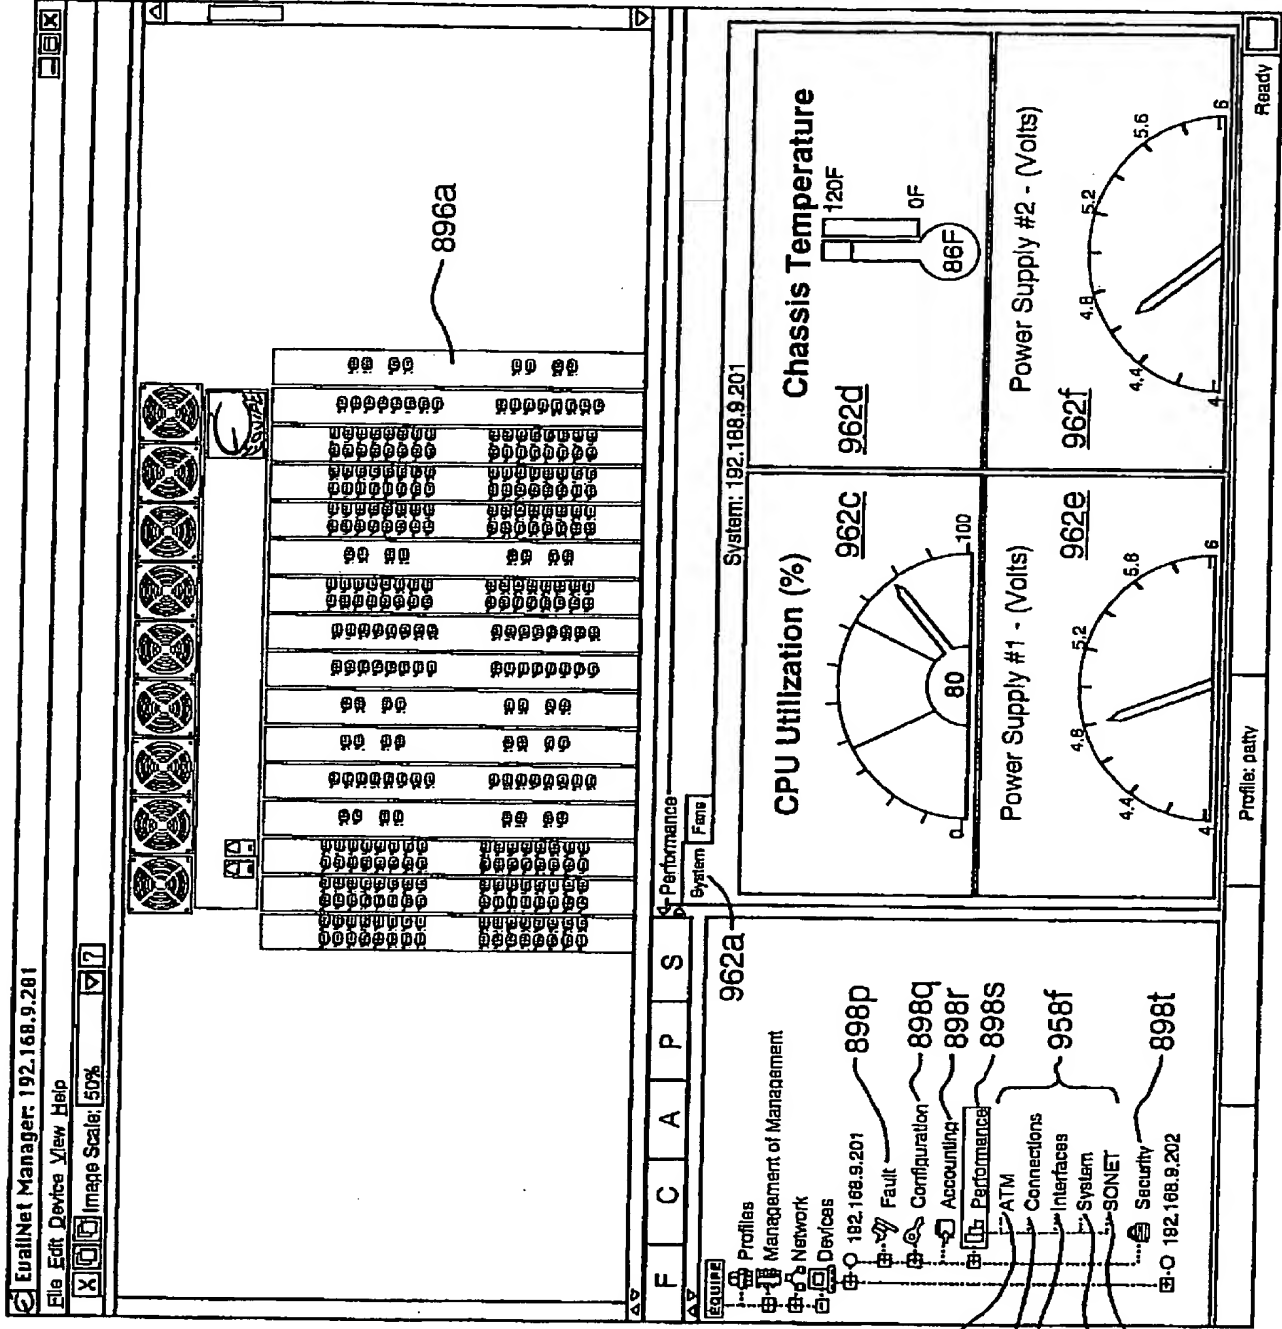 EuallNet Manager: 192.168.9.201
File Edit Device View Help
Image Scale: 50% ?
896a
F C A P S
EQUIPE
Profiles
Management of Management
Network
Devices
192.168.9.201
Fault
Configuration
Accounting
Performance
ATM
Connections
Interfaces
System
SONET
Security
192.168.9.202
898p
898q
898r
898s
958f
898t
962a
Performance
System Fans
System: 192.168.9.201
CPU Utilization (%)
962c
0 100
80
Chassis Temperature
962d
120F
0F
86F
Power Supply #1 - (Volts)
962e
4 4.4 4.8 5.2 5.6 6
Power Supply #2 - (Volts)
962f
4 4.4 4.8 5.2 5.6 6
Profile: patty
Ready